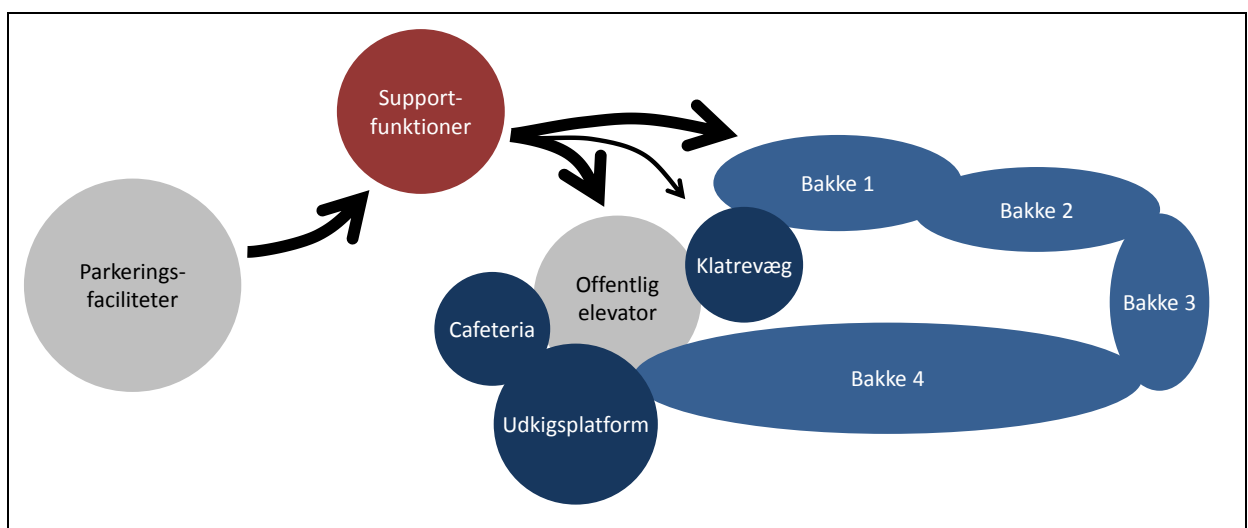 Support-
funktioner
Parkerings-
faciliteter
Bakke 1
Bakke 2
Bakke 3
Bakke 4
Klatrevæg
Offentlig
elevator
Cafeteria
Udkigsplatform